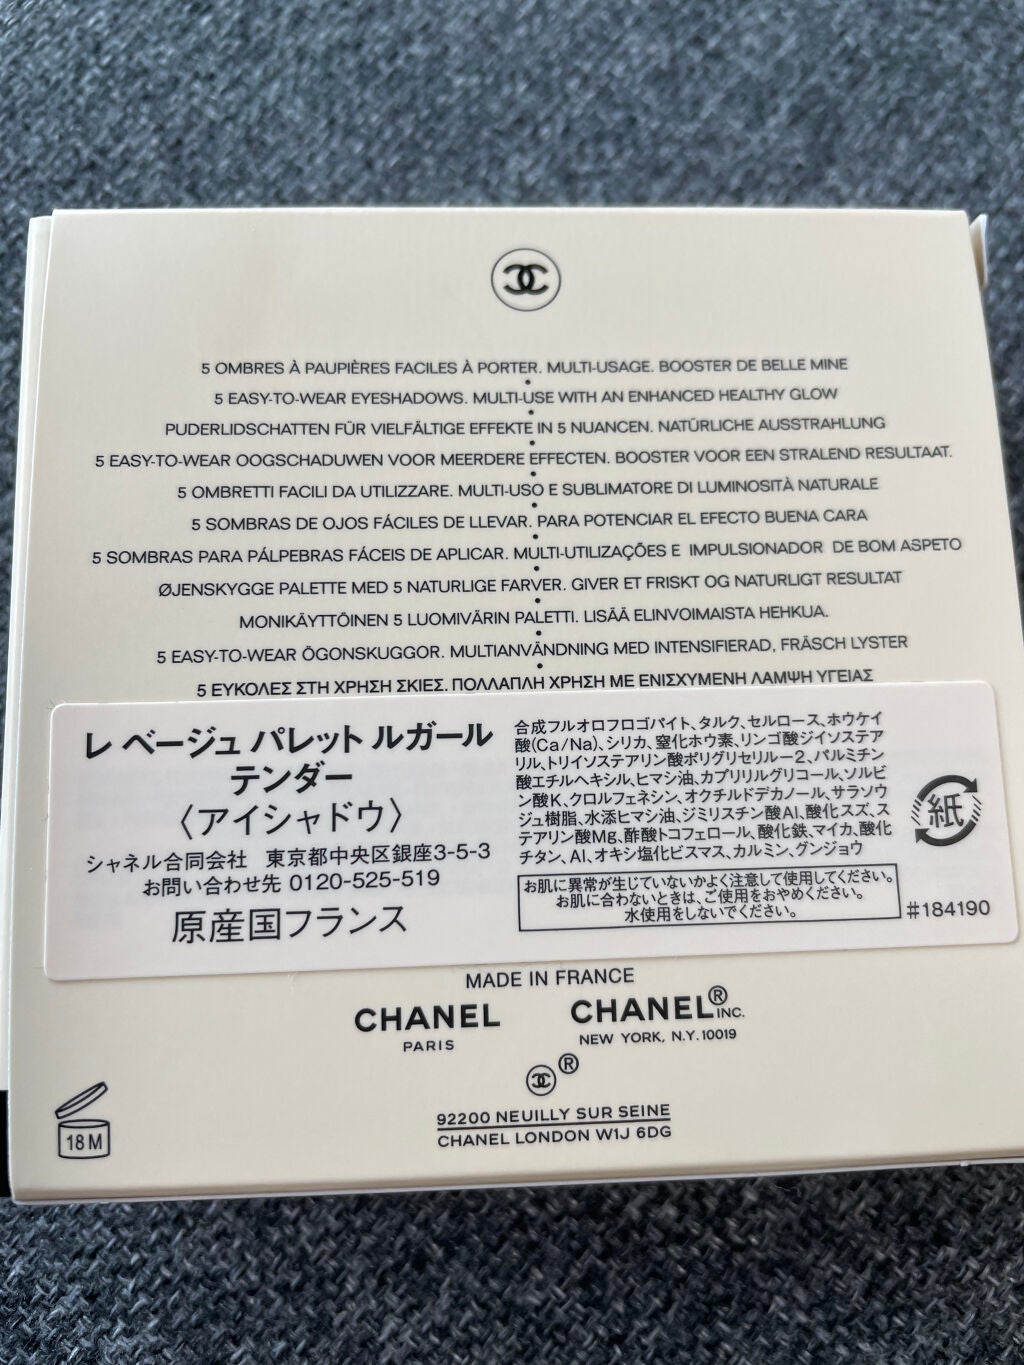 5 OMBRES À PAUPIÈRES FACILES À PORTER. MULTI-USAGE. BOOSTER DE BELLE MINE
•
5 EASY-TO-WEAR EYESHADOWS. MULTI-USE WITH AN ENHANCED HEALTHY GLOW
•
PUDERLIDSCHATTEN FÜR VIELFÄLTIGE EFFEKTE IN 5 NUANCEN. NATÜRLICHE AUSSTRAHLUNG
•
5 EASY-TO-WEAR OOGSCHADUWEN VOOR MEERDERE EFFECTEN. BOOSTER VOOR EEN STRALEND RESULTAAT.
•
5 OMBRETTI FACILI DA UTILIZZARE. MULTI-USO E SUBLIMATORE DI LUMINOSITÀ NATURALE
•
5 SOMBRAS DE OJOS FÁCILES DE LLEVAR. PARA POTENCIAR EL EFECTO BUENA CARA
•
5 SOMBRAS PARA PÁLPEBRAS FÁCEIS DE APLICAR. MULTI-UTILIZAÇÕES E IMPULSIONADOR DE BOM ASPETO
•
ØJENSKYGGE PALETTE MED 5 NATURLIGE FARVER. GIVER ET FRISKT OG NATURLIGT RESULTAT
•
MONIKÄYTTÖINEN 5 LUOMIVÄRIN PALETTI. LISÄÄ ELINVOIMAISTA HEHKUA.
•
5 EASY-TO-WEAR ÖGONSKUGGOR. MULTIANVÄNDNING MED INTENSIFIERAD, FRÄSCH LYSTER
•
5 ΕΥΚΟΛΕΣ ΣΤΗ ΧΡΗΣΗ ΣΚΙΕΣ. ΠΟΛΛΑΠΛΗ ΧΡΗΣΗ ΜΕ ΕΝΙΣΧΥΜΕΝΗ ΛΑΜΨΗ ΥΓΕΙΑΣ
レ ベージュ パレット ルガール
テンダー
〈アイシャドウ〉
シャネル合同会社 東京都中央区銀座3-5-3
お問い合わせ先 0120-525-519
原産国フランス
合成フルオロフロゴパイト、タルク、セルロース、ホウケイ
酸(Ca/Na)、シリカ、窒化ホウ素、リンゴ酸ジイソステア
リル、トリイソステアリン酸ポリグリセリル－2、パルミチン
酸エチルヘキシル、ヒマシ油、カプリリルグリコール、ソルビ
ン酸K、クロルフェネシン、オクチルドデカノール、サラソウ
ジュ樹脂、水添ヒマシ油、ジミリスチン酸Al、酸化スズ、ス
テアリン酸Mg、酢酸トコフェロール、酸化鉄、マイカ、酸化
チタン、Al、オキシ塩化ビスマス、カルミン、グンジョウ
お肌に異常が生じていないかよく注意して使用してください。
お肌に合わないときは、ご使用をおやめください。
水使用をしないでください。
紙
#184190
MADE IN FRANCE
CHANEL
PARIS
CHANEL® INC.
NEW YORK, N.Y. 10019
®
92200 NEUILLY SUR SEINE
CHANEL LONDON W1J 6DG
18 M